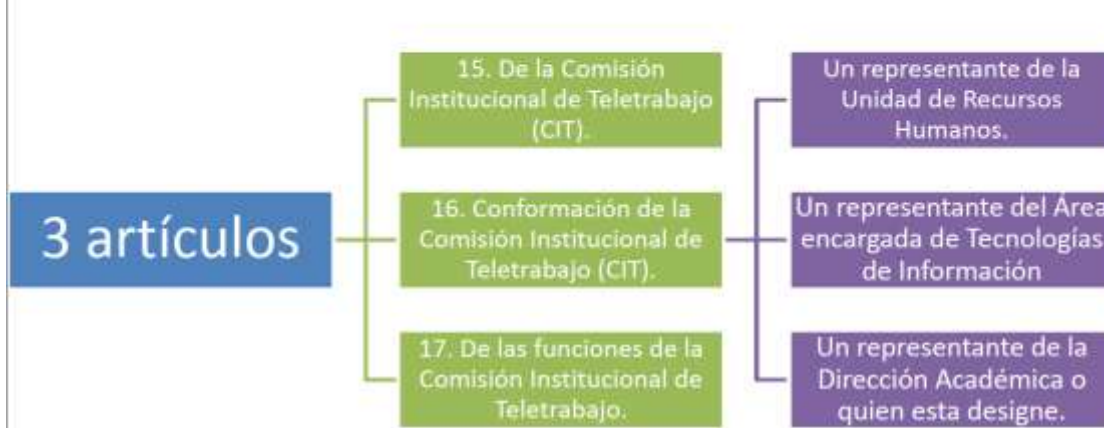 3 artículos
15. De la Comisión
Institucional de Teletrabajo
(CIT).
16. Conformación de la
Comisión Institucional de
Teletrabajo (CIT).
17. De las funciones de la
Comisión Institucional de
Teletrabajo.
Un representante de la
Unidad de Recursos
Humanos.
Un representante del Área
encargada de Tecnologías
de Información
Un representante de la
Dirección Académica o
quien esta designe.